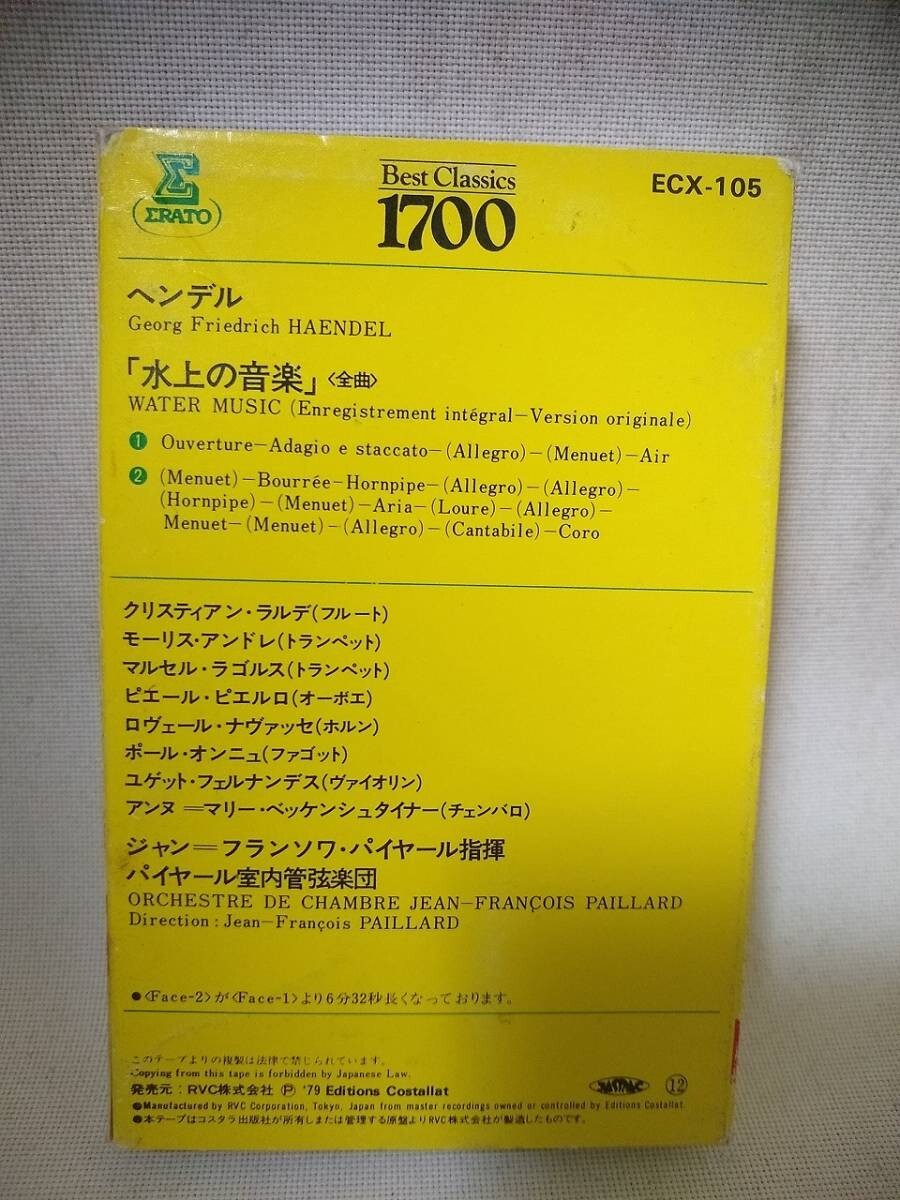 Σ
ΣRATO
Best Classics
1700
ECX-105
ヘンデル
Georg Friedrich HAENDEL
「水上の音楽」〈全曲〉
WATER MUSIC (Enregistrement intégral—Version originale)
1 Ouverture—Adagio e staccato—(Allegro)—(Menuet)—Air
2 (Menuet)—Bourrée—Hornpipe—(Allegro)—(Allegro)—
(Hornpipe)—(Menuet)—Aria—(Loure)—(Allegro)—
Menuet—(Menuet)—(Allegro)—(Cantabile)—Coro
クリスティアン・ラルデ(フルート)
モーリス・アンドレ(トランペット)
マルセル・ラゴルス(トランペット)
ピエール・ピエルロ(オーボエ)
ロヴェール・ナヴァッセ(ホルン)
ポール・オンニュ(ファゴット)
ユゲット・フェルナンデス(ヴァイオリン)
アンヌ＝マリー・ベッケンシュタイナー(チェンバロ)
ジャン＝フランソワ・パイヤール指揮
パイヤール室内管弦楽団
ORCHESTRE DE CHAMBRE JEAN—FRANÇOIS PAILLARD
Direction : Jean—François PAILLARD
●〈Face-2〉が〈Face-1〉より6分32秒長くなっております。
このテープよりの複製は法律で禁じられています。
Copying from this tape is forbidden by Japanese Law.
発売元：RVC株式会社 Ⓟ '79 Editions Costallat
⑫
●Manufactured by RVC Corporation, Tokyo, Japan from master recordings owned or controlled by Editions Costallat.
●本テープはコスタラ出版社が所有しまたは管理する原盤よりRVC株式会社が製造したものです。